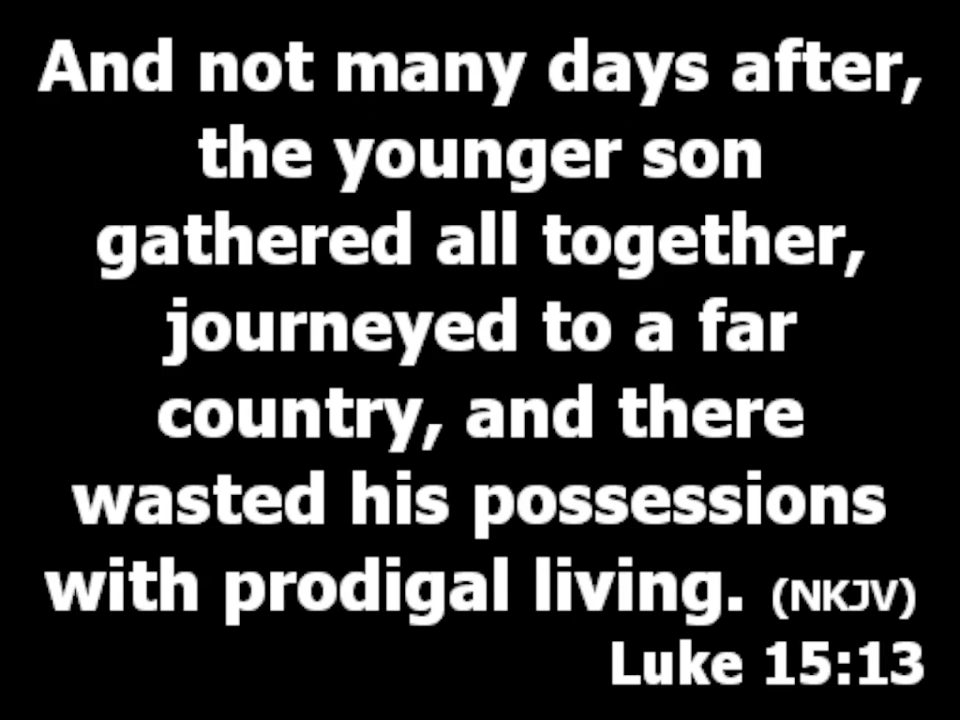 And not many days after,
the younger son
gathered all together,
journeyed to a far
country, and there
wasted his possessions
with prodigal living. (NKJV)
Luke 15:13